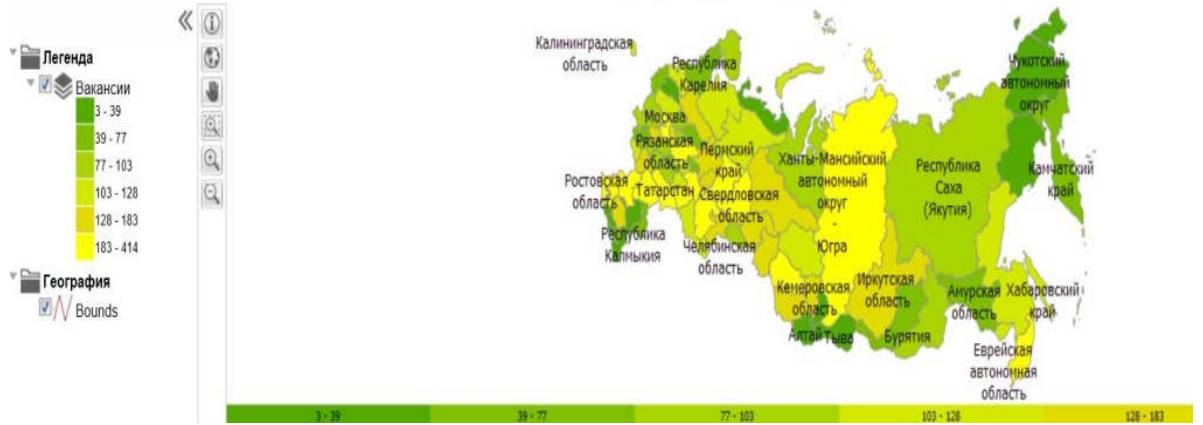 Легенда
Вакансии
3 - 39
39 - 77
77 - 103
103 - 128
128 - 183
183 - 414
География
Bounds
Калининградская
область
Республика
Карелия
Чукотский
автономный
округ
Москва
Рязанская
область
Пермский
край
Ханты-Мансийский
автономный
округ
Югра
Республика
Саха
(Якутия)
Камчатский
край
Ростовская
область
Татарстан
Свердловская
область
Республика
Калмыкия
Челябинская
область
Кемеровская
область
Иркутская
область
Амурская
область
Хабаровский
край
Алтай
Тыва
Бурятия
Еврейская
автономная
область
3 - 39
39 - 77
77 - 103
103 - 128
128 - 183